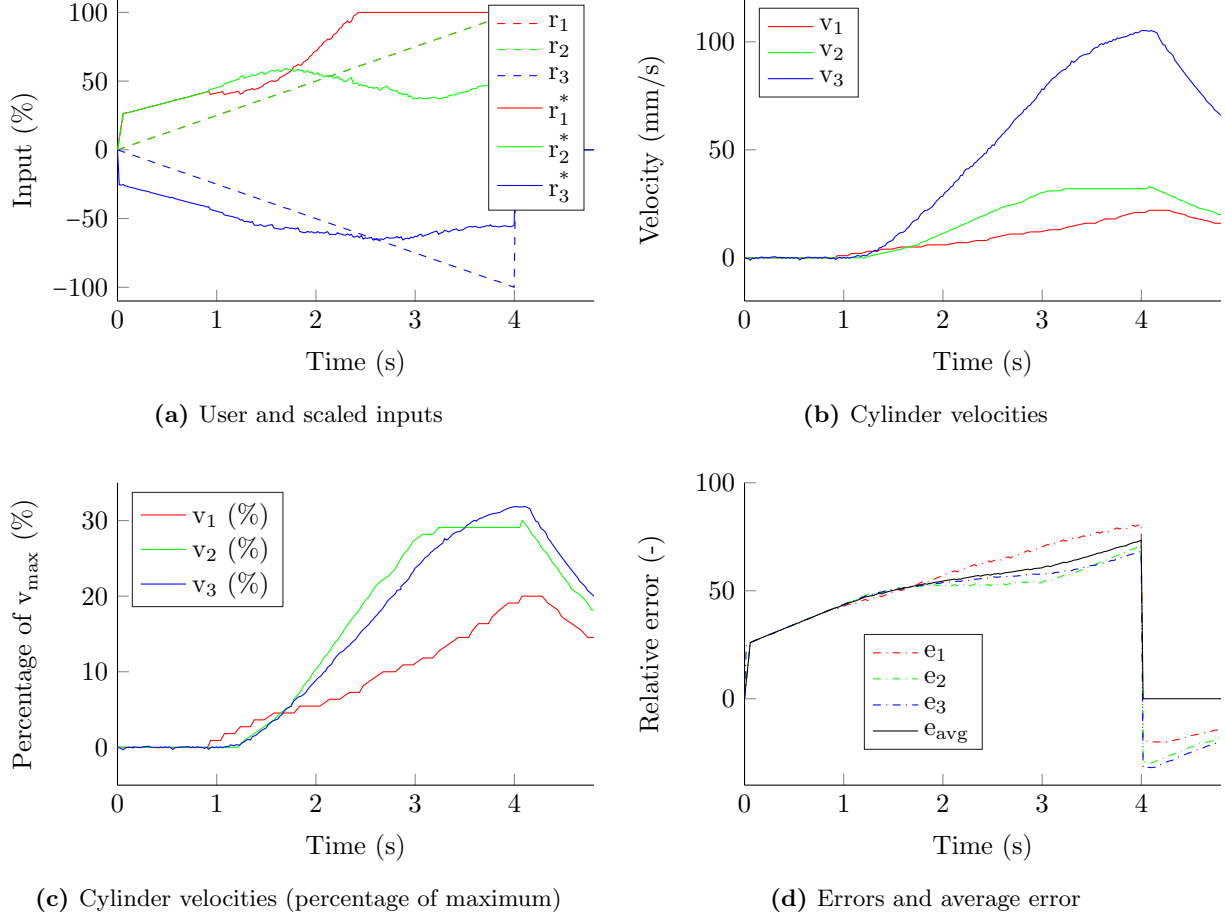 100
50
0
−50
−100
Input (%)
0
1
2
3
4
Time (s)
r1
r2
r3
r*1
r*2
r*3
(a) User and scaled inputs
100
50
0
Velocity (mm/s)
0
1
2
3
4
Time (s)
v1
v2
v3
(b) Cylinder velocities
30
20
10
0
Percentage of vmax (%)
0
1
2
3
4
Time (s)
v1 (%)
v2 (%)
v3 (%)
(c) Cylinder velocities (percentage of maximum)
100
50
0
Relative error (-)
0
1
2
3
4
Time (s)
e1
e2
e3
eavg
(d) Errors and average error